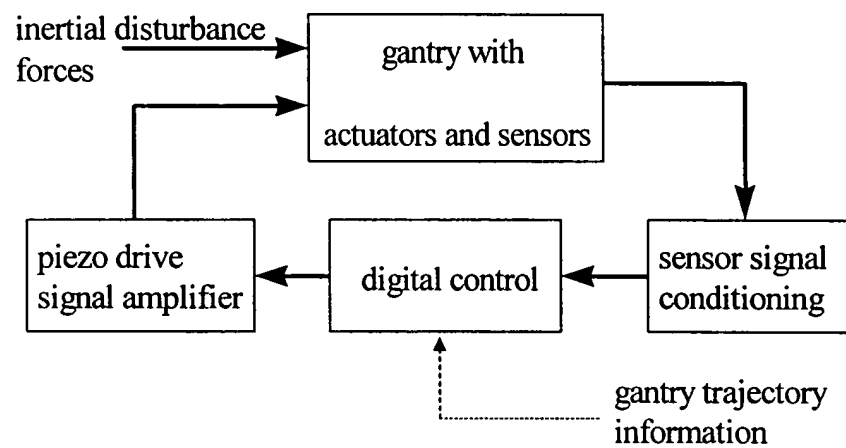 inertial disturbance
forces
gantry with
actuators and sensors
piezo drive
signal amplifier
digital control
sensor signal
conditioning
gantry trajectory
information